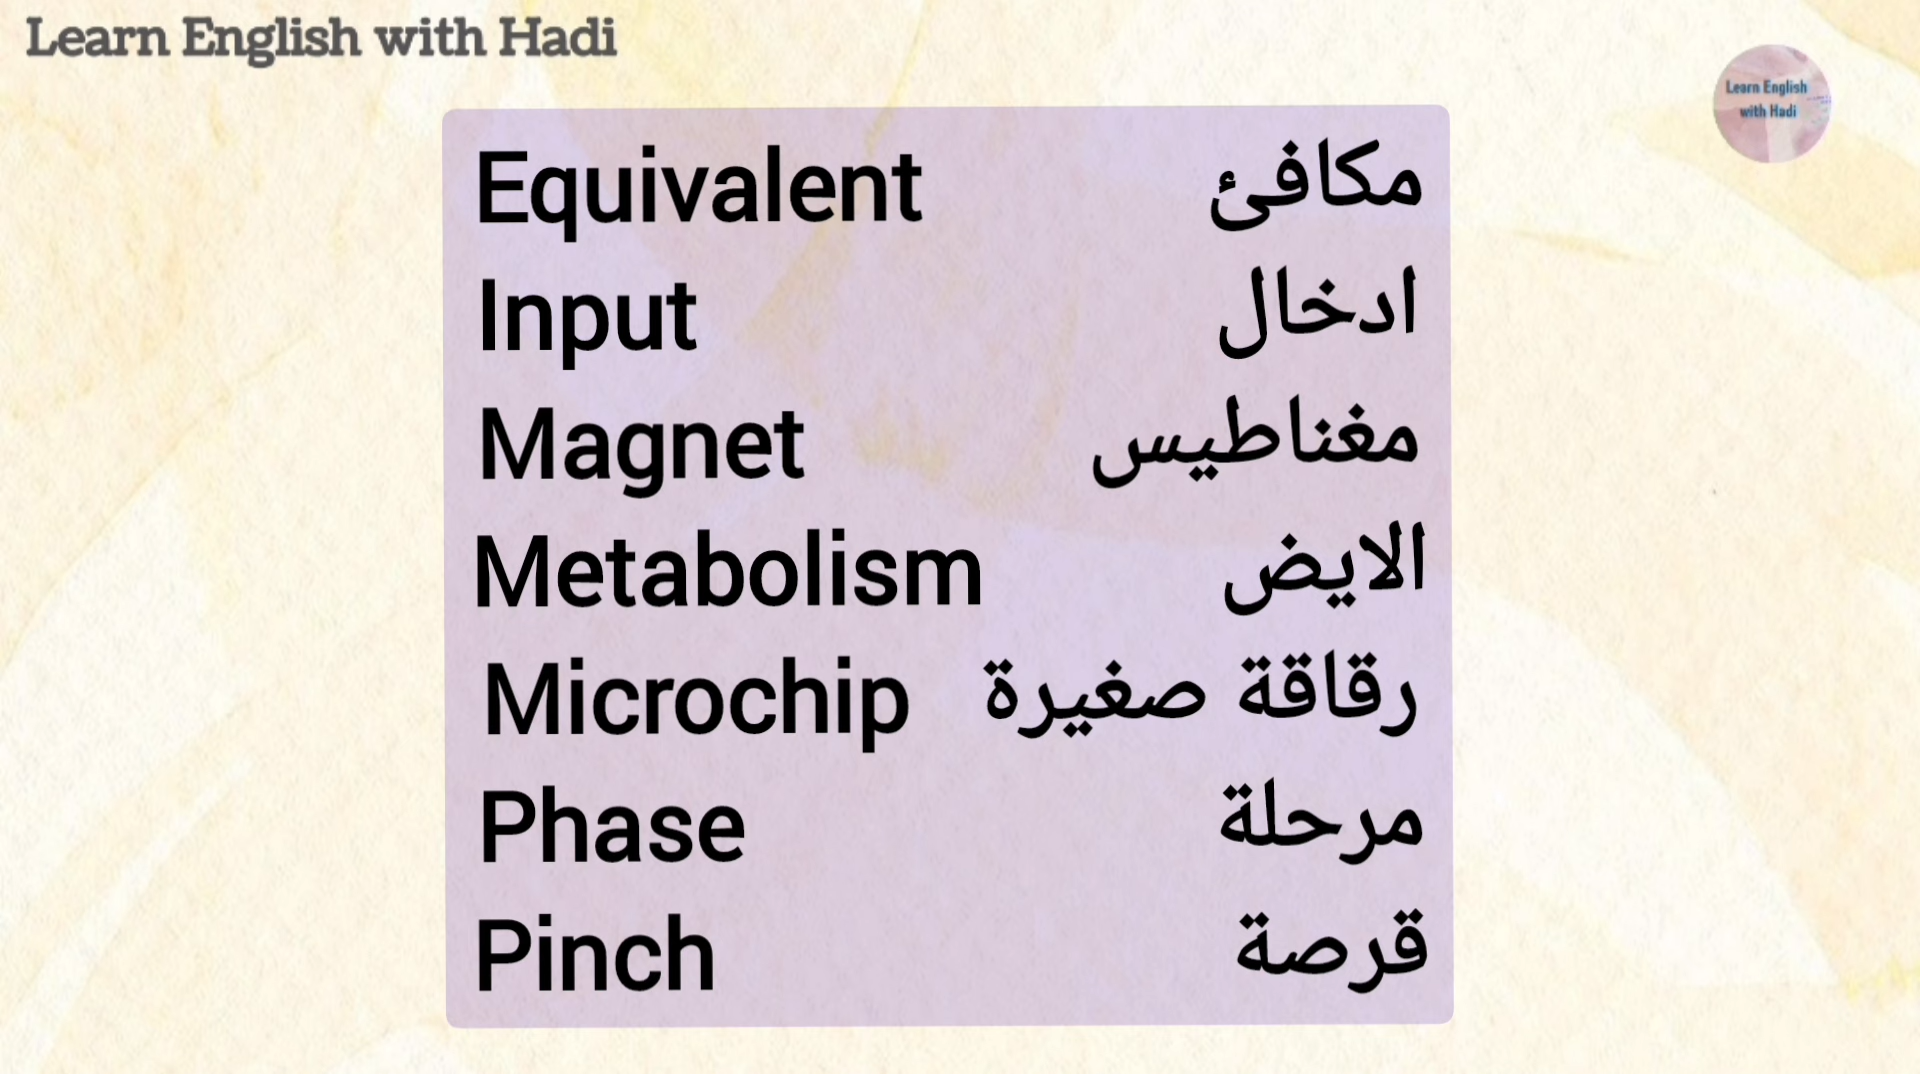 Learn English with Hadi
Learn English
with Hadi
Equivalent مكافئ
Input ادخال
Magnet مغناطيس
Metabolism الايض
Microchip رقاقة صغيرة
Phase مرحلة
Pinch قرصة